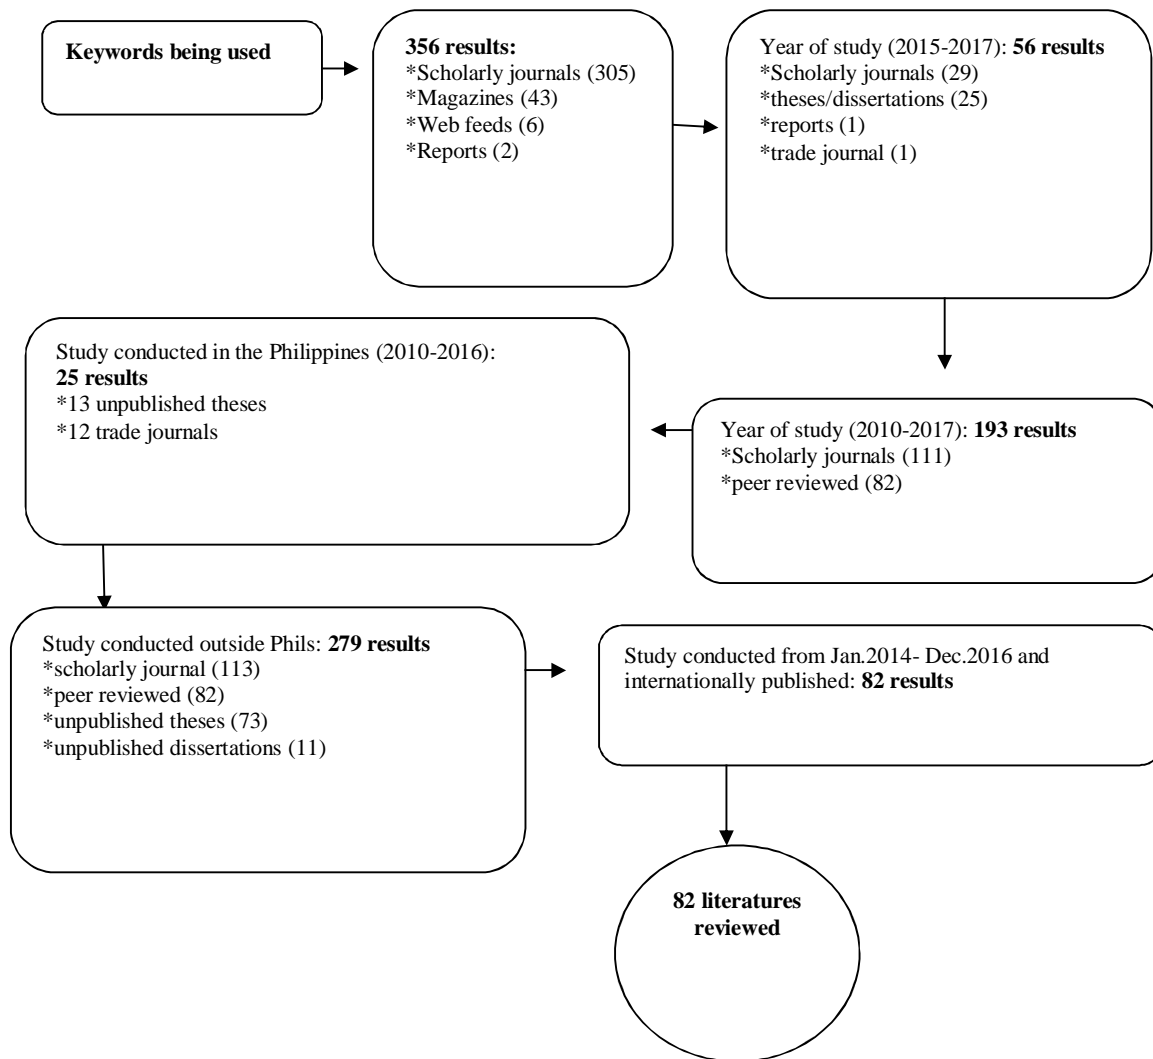 Keywords being used
356 results:
*Scholarly journals (305)
*Magazines (43)
*Web feeds (6)
*Reports (2)
Year of study (2015-2017): 56 results
*Scholarly journals (29)
*theses/dissertations (25)
*reports (1)
*trade journal (1)
Study conducted in the Philippines (2010-2016):
25 results
*13 unpublished theses
*12 trade journals
Year of study (2010-2017): 193 results
*Scholarly journals (111)
*peer reviewed (82)
Study conducted outside Phils: 279 results
*scholarly journal (113)
*peer reviewed (82)
*unpublished theses (73)
*unpublished dissertations (11)
Study conducted from Jan.2014- Dec.2016 and
internationally published: 82 results
82 literatures
reviewed